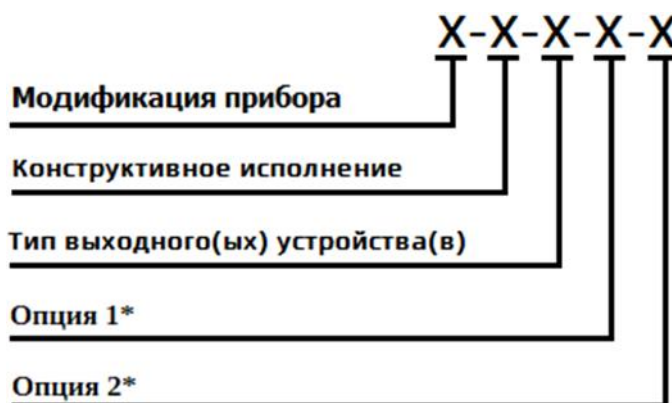 X-X-X-X-X
Модификация прибора
Конструктивное исполнение
Тип выходного(ых) устройства(в)
Опция 1*
Опция 2*